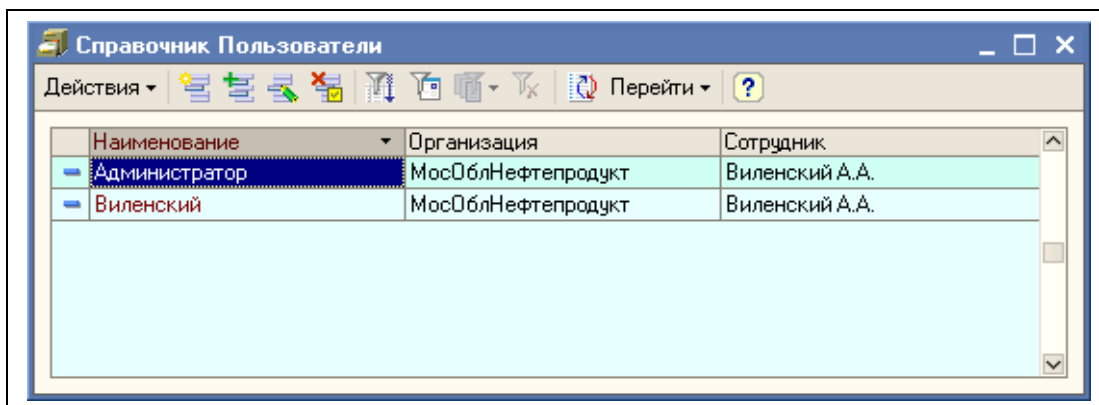 Справочник Пользователи
Действия Перейти ?
Наименование Организация Сотрудник
Администратор МосОблНефтепродукт Виленский А.А.
Виленский МосОблНефтепродукт Виленский А.А.